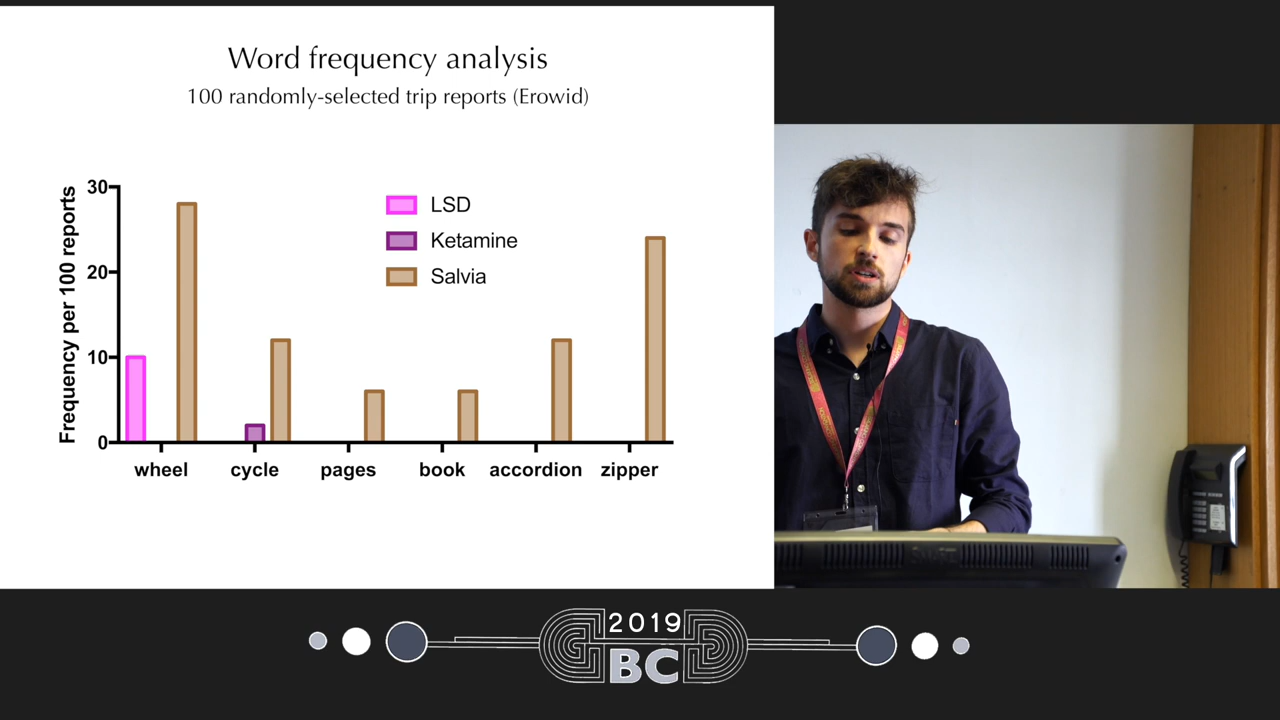 Word frequency analysis
100 randomly-selected trip reports (Erowid)
Frequency per 100 reports
30
20
10
0
LSD
Ketamine
Salvia
wheel cycle pages book accordion zipper
2019
BC